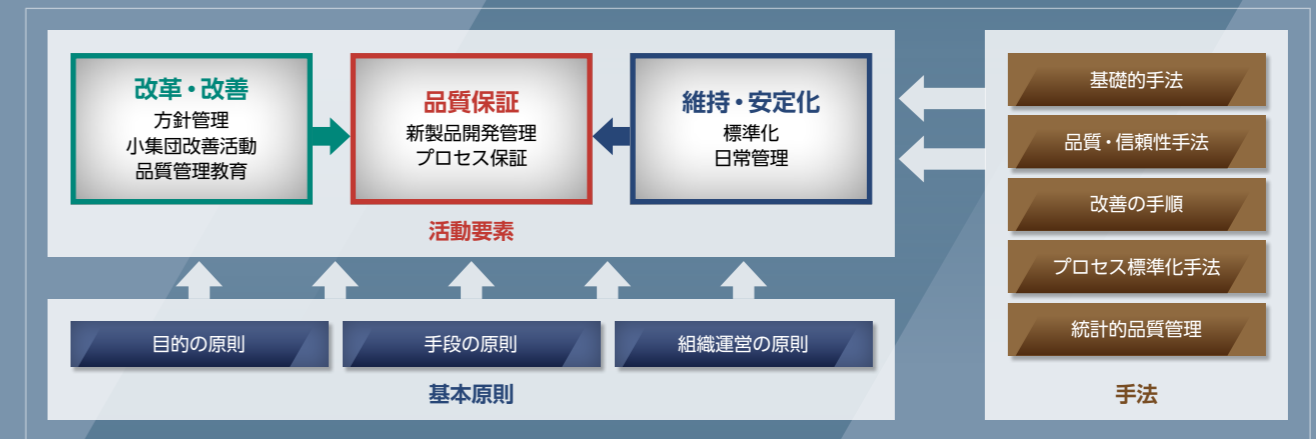 改革・改善
方針管理
小集団改善活動
品質管理教育
品質保証
新製品開発管理
プロセス保証
維持・安定化
標準化
日常管理
活動要素
目的の原則
手段の原則
組織運営の原則
基本原則
基礎的手法
品質・信頼性手法
改善の手順
プロセス標準化手法
統計的品質管理
手法